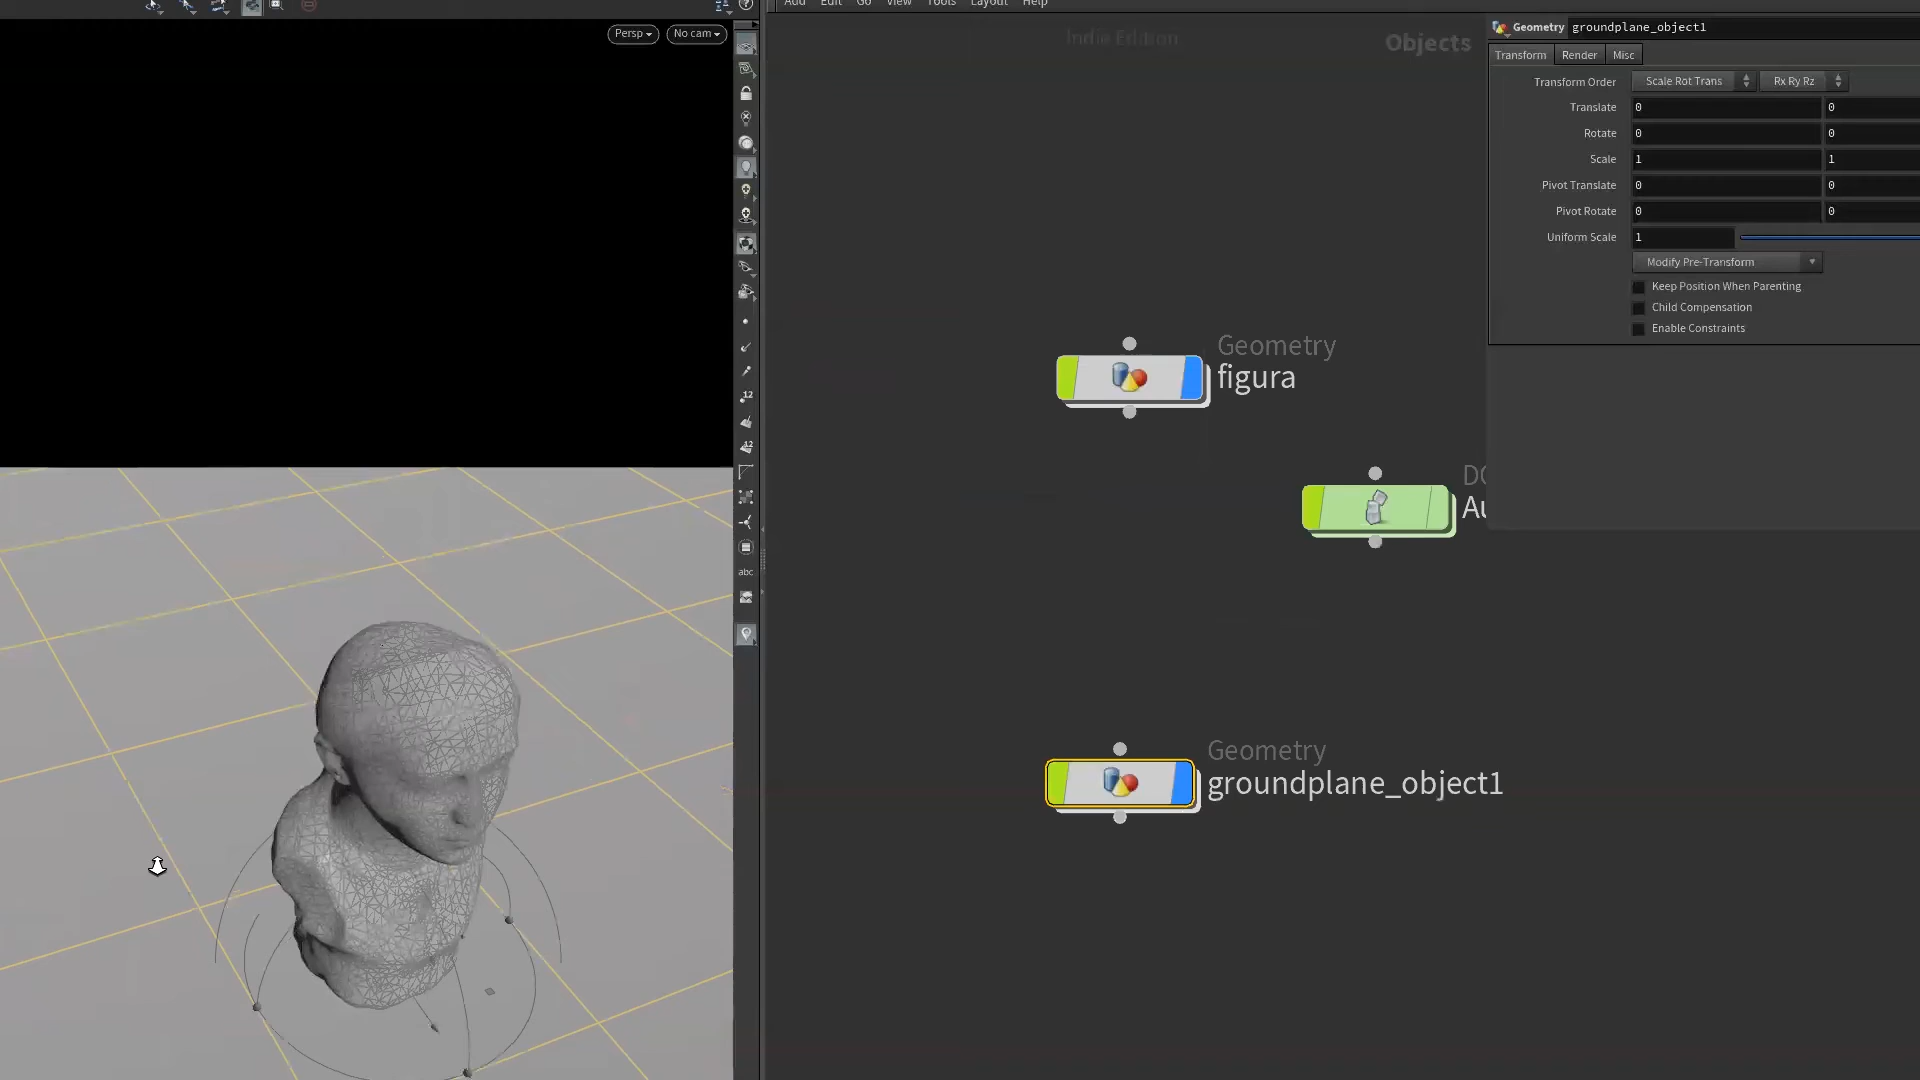 Add Edit Go View Tools Layout Help
Persp No cam
Indie Edition
Objects
Geometry groundplane_object1
Transform Render Misc
Transform Order Scale Rot Trans Rx Ry Rz
Translate 0 0
Rotate 0 0
Scale 1 1
Pivot Translate 0 0
Pivot Rotate 0 0
Uniform Scale 1
Modify Pre-Transform
Keep Position When Parenting
Child Compensation
Enable Constraints
Geometry
figura
Au
Geometry
groundplane_object1
12
12
abc